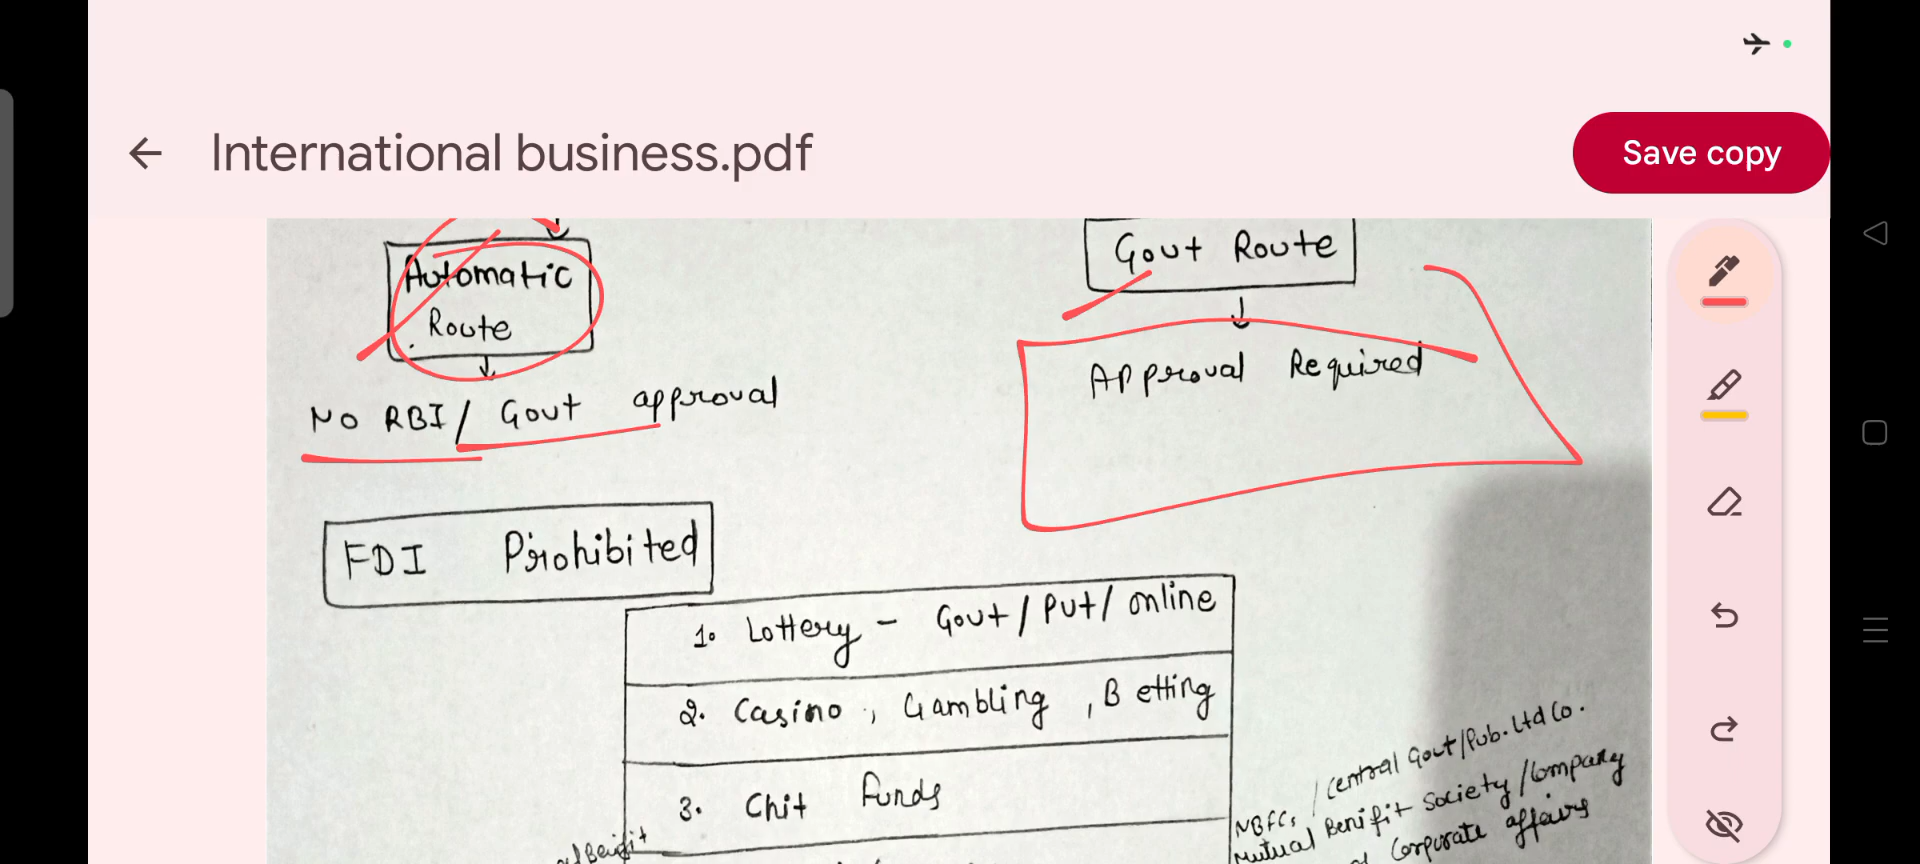 International business.pdf
Save copy
Automatic
Route
Govt Route
No RBI/ Govt approval
Approval Required
FDI Prohibited
1. Lottery - Govt/Pvt/online
2. Casino, Gambling, Betting
3. Chit Funds
NBFCs / Central Govt/Pub. Ltd Co.
Mutual Benifit Society/Company
Corporate affairs
Benifit